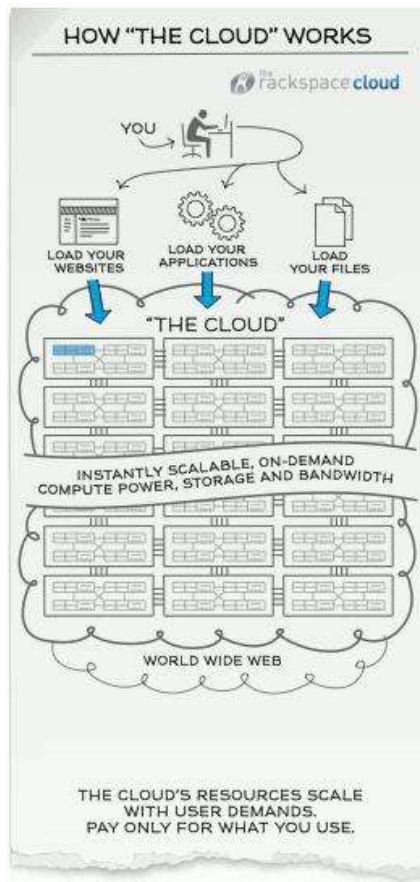 HOW "THE CLOUD" WORKS
the
rackspacecloud
YOU
LOAD YOUR
WEBSITES
LOAD YOUR
APPLICATIONS
LOAD
YOUR FILES
"THE CLOUD"
INSTANTLY SCALABLE, ON-DEMAND
COMPUTE POWER, STORAGE AND BANDWIDTH
WORLD WIDE WEB
THE CLOUD'S RESOURCES SCALE
WITH USER DEMANDS.
PAY ONLY FOR WHAT YOU USE.